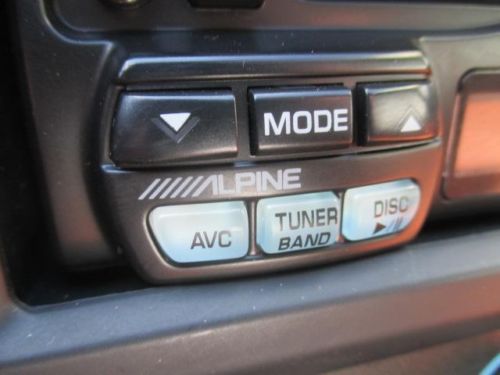 MODE
ALPINE
AVC
TUNER
BAND
DISC